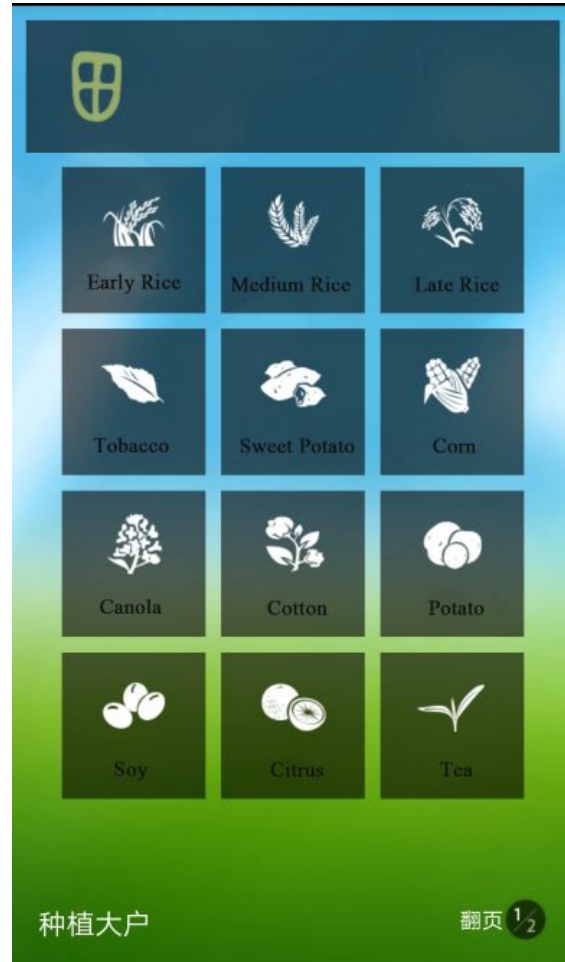 田
Early Rice Medium Rice Late Rice
Tobacco Sweet Potato Corn
Canola Cotton Potato
Soy Citrus Tea
种植大户 翻页 1/2